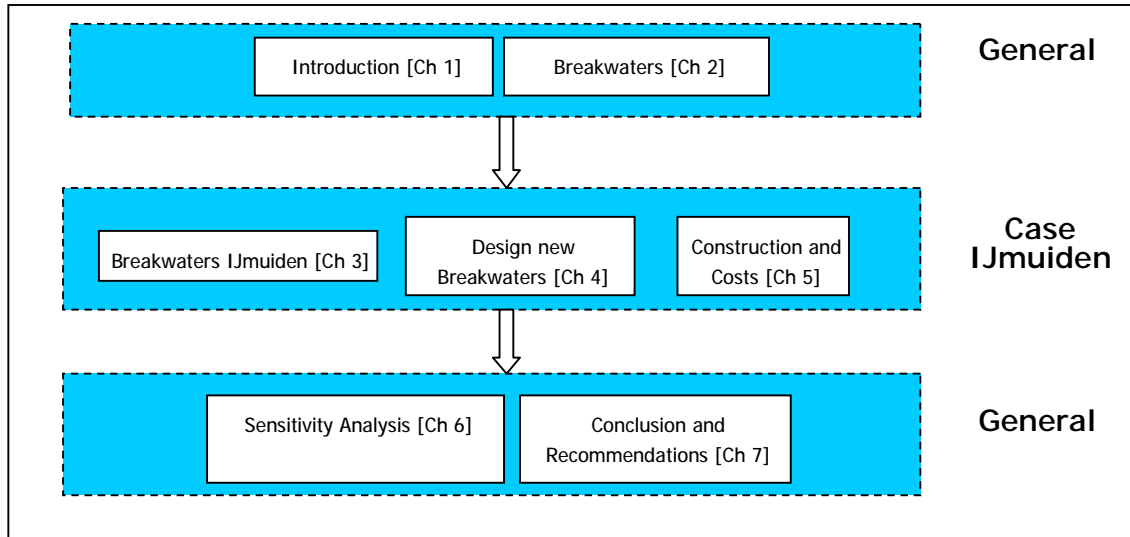 Introduction [Ch 1]
Breakwaters [Ch 2]
General
Breakwaters IJmuiden [Ch 3]
Design new
Breakwaters [Ch 4]
Construction and
Costs [Ch 5]
Case
IJmuiden
Sensitivity Analysis [Ch 6]
Conclusion and
Recommendations [Ch 7]
General